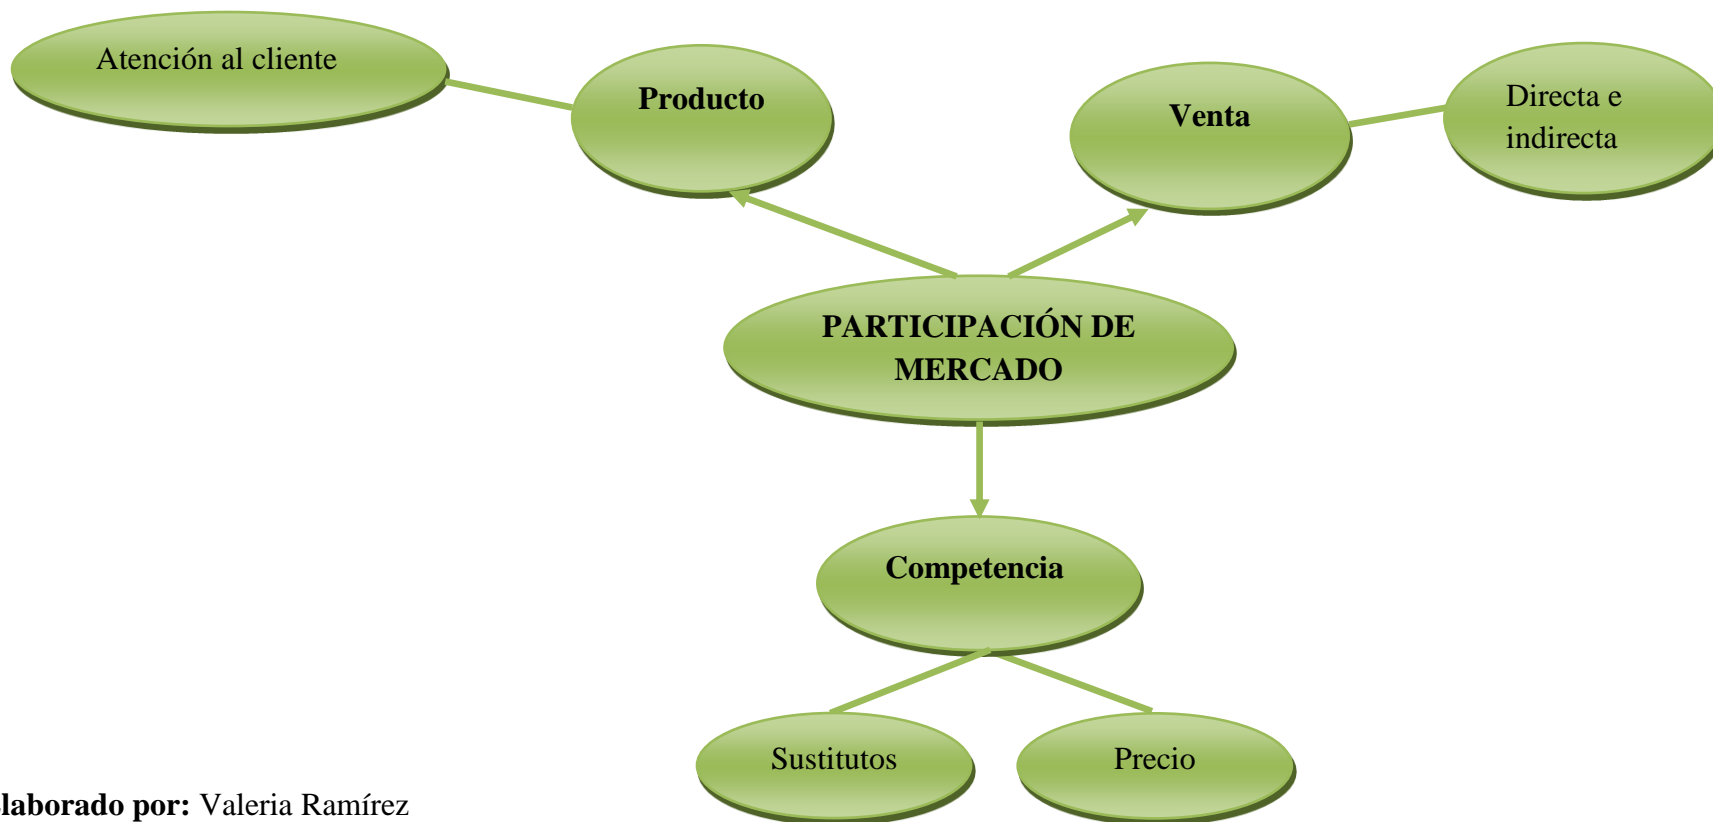 Atención al cliente
Producto
Venta
Directa e
indirecta
PARTICIPACIÓN DE
MERCADO
Competencia
Sustitutos
Precio
laborado por: Valeria Ramírez